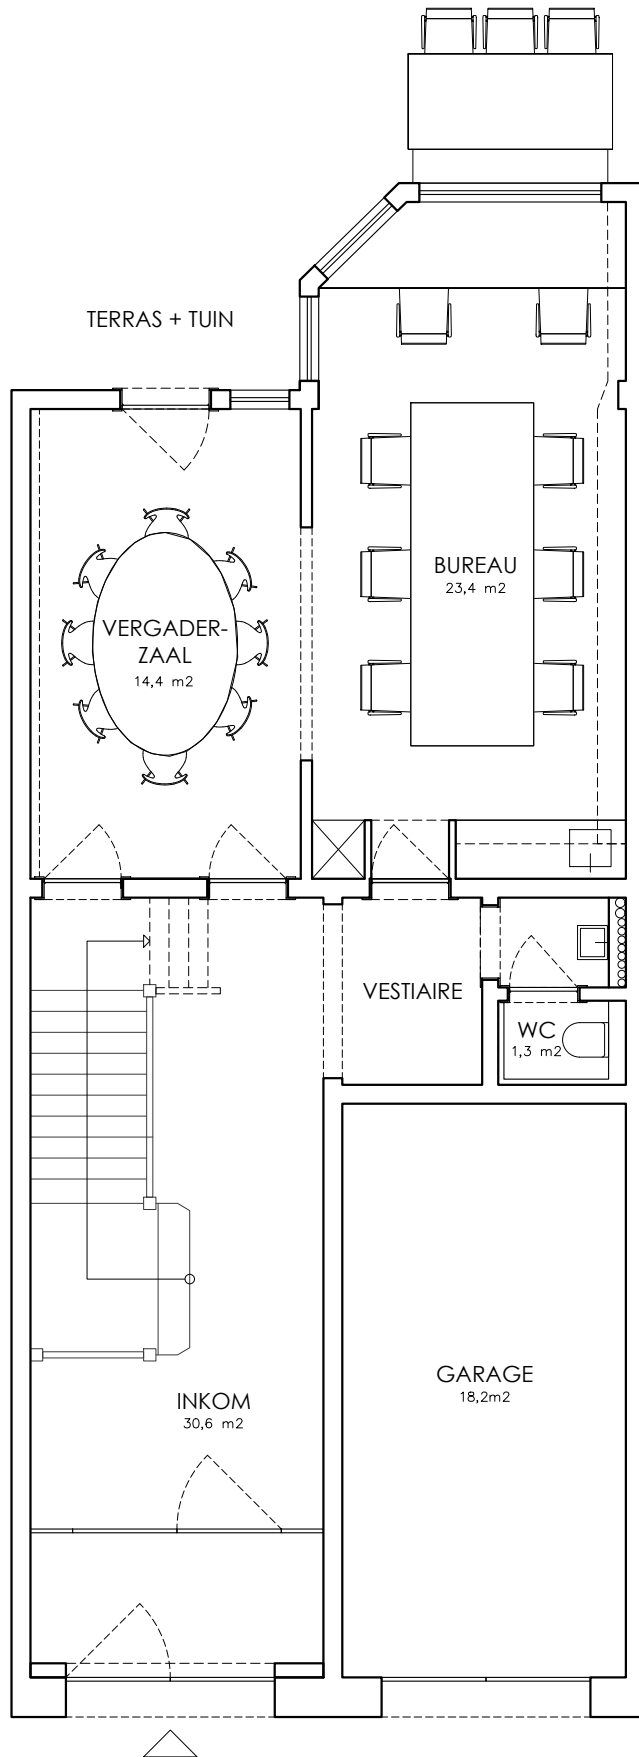 TERRAS + TUIN
BUREAU
23,4 m2
VERGADER-
ZAAL
14,4 m2
VESTIAIRE
WC
1,3 m2
GARAGE
18,2m2
INKOM
30,6 m2